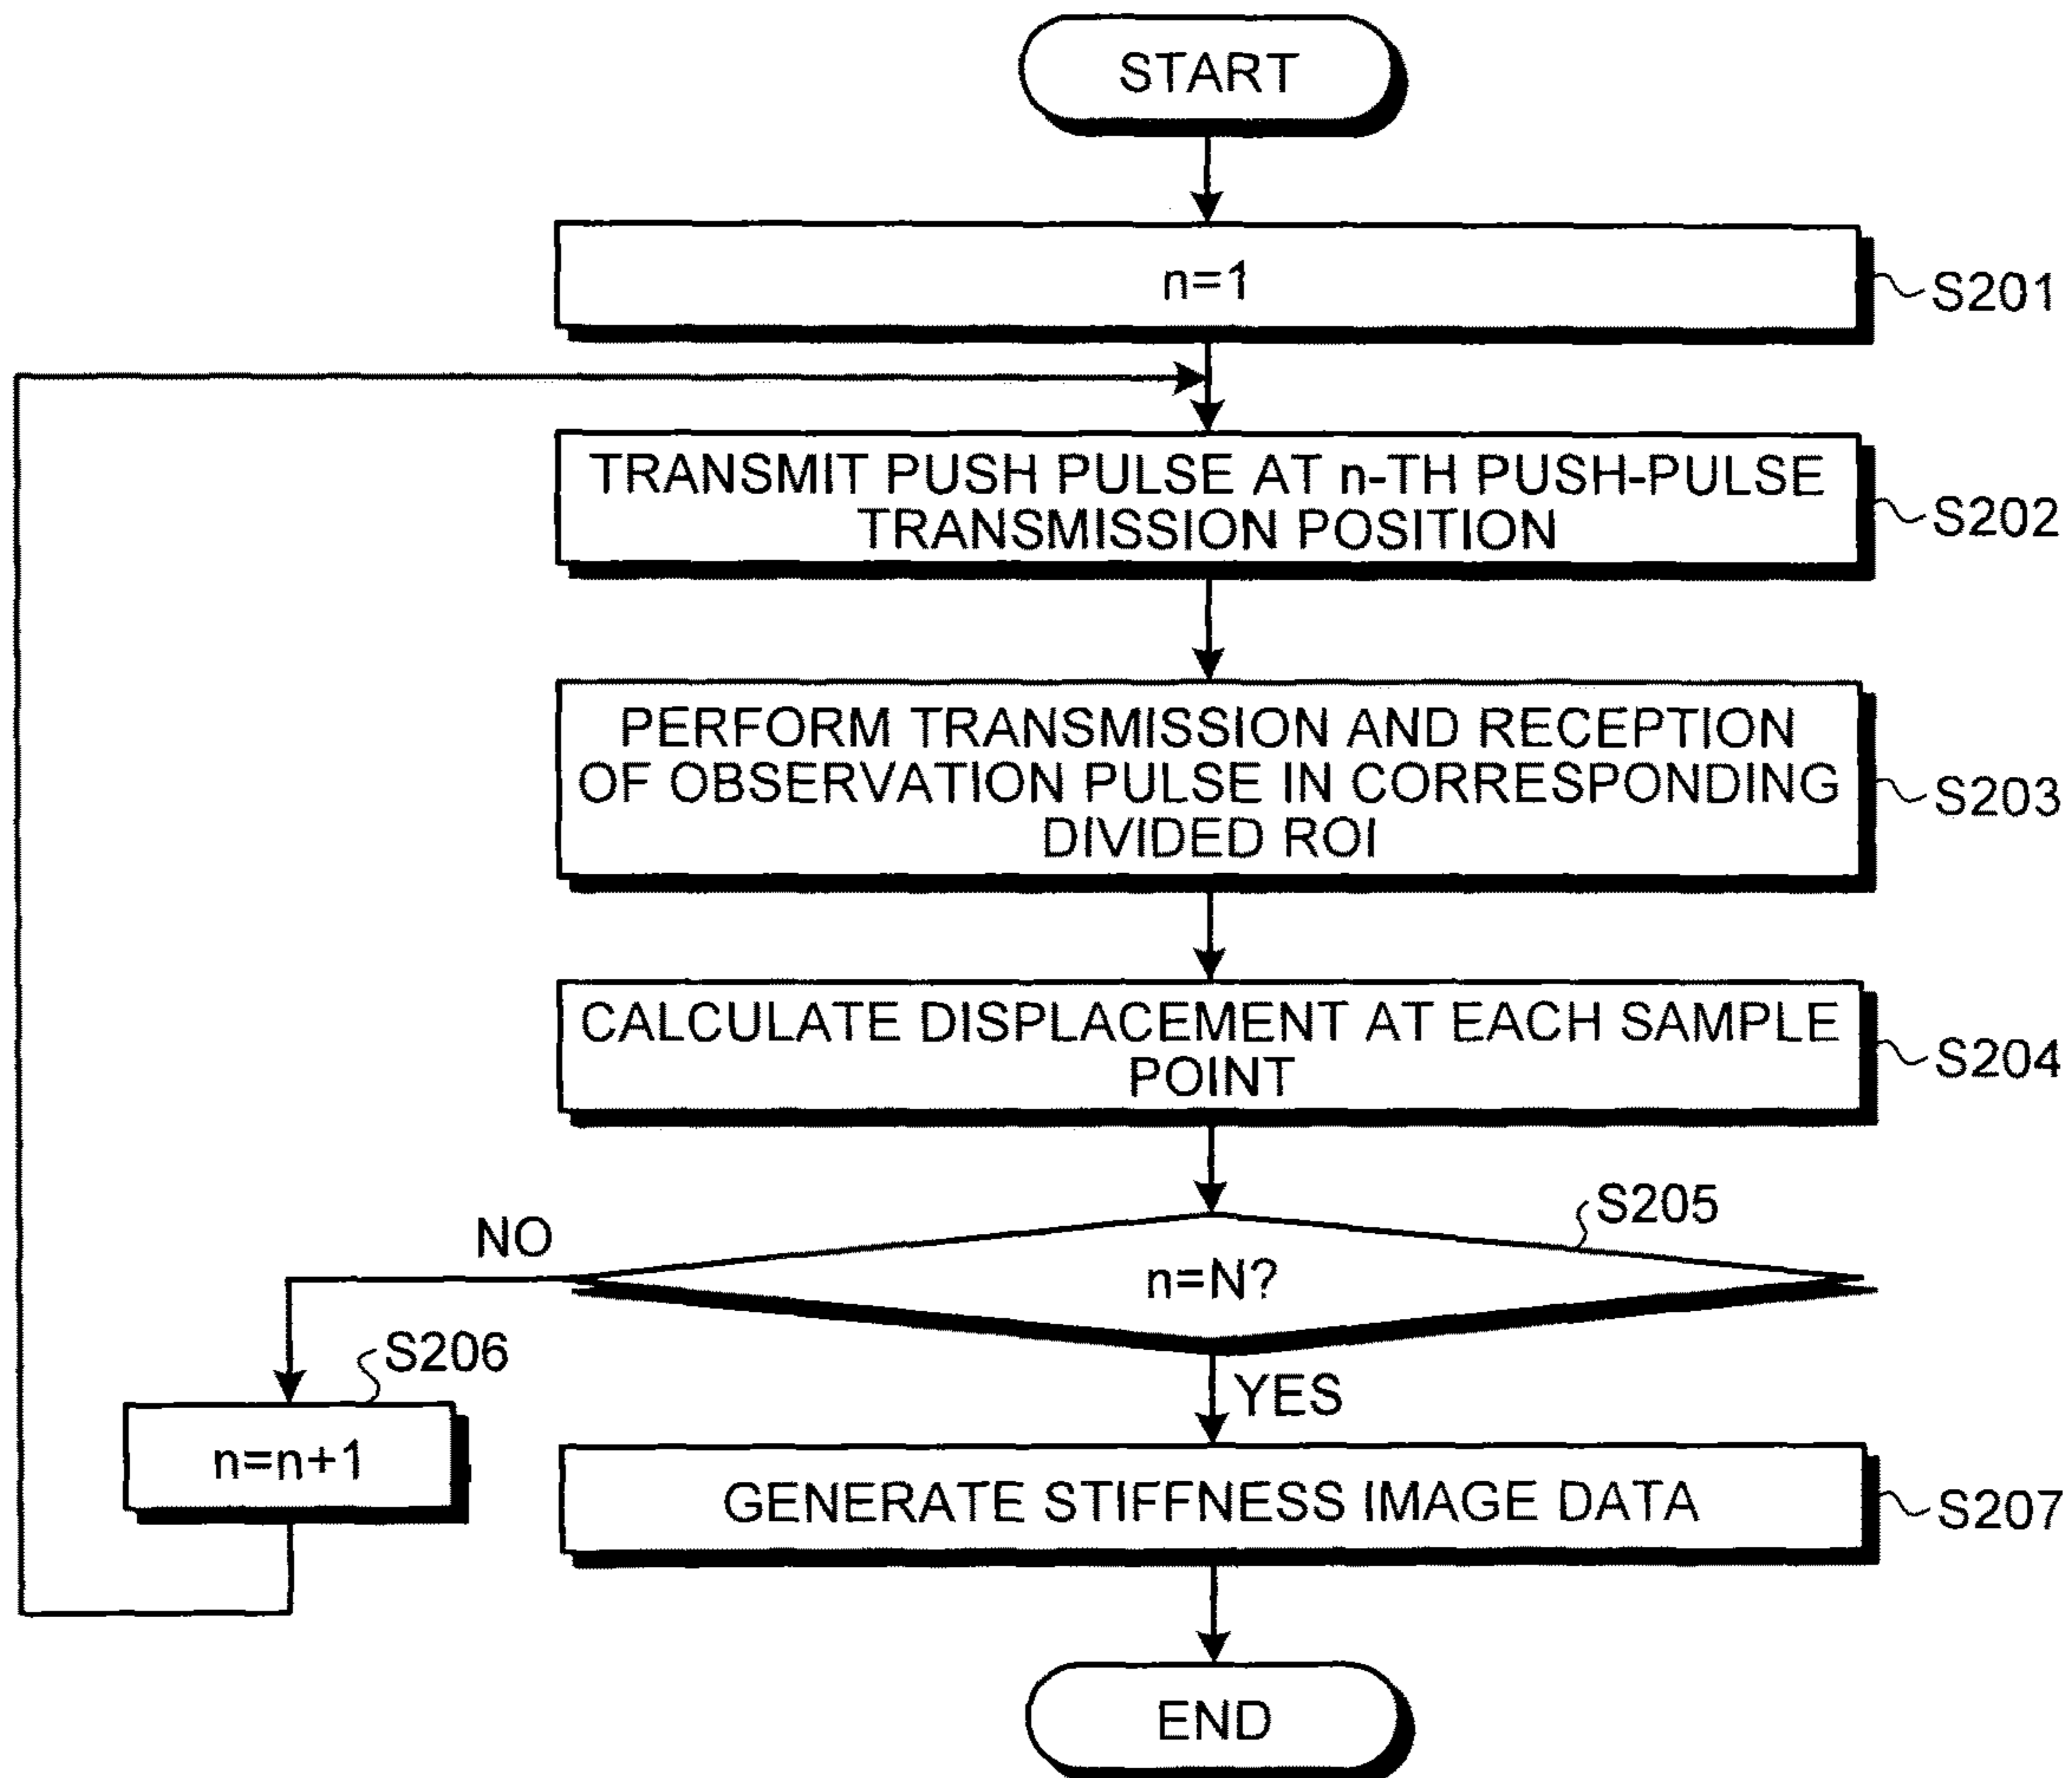 START
n=1
S201
TRANSMIT PUSH PULSE AT n-TH PUSH-PULSE
TRANSMISSION POSITION
S202
PERFORM TRANSMISSION AND RECEPTION
OF OBSERVATION PULSE IN CORRESPONDING
DIVIDED ROI
S203
CALCULATE DISPLACEMENT AT EACH SAMPLE
POINT
S204
S205
NO
n=N?
S206
YES
n=n+1
GENERATE STIFFNESS IMAGE DATA
S207
END